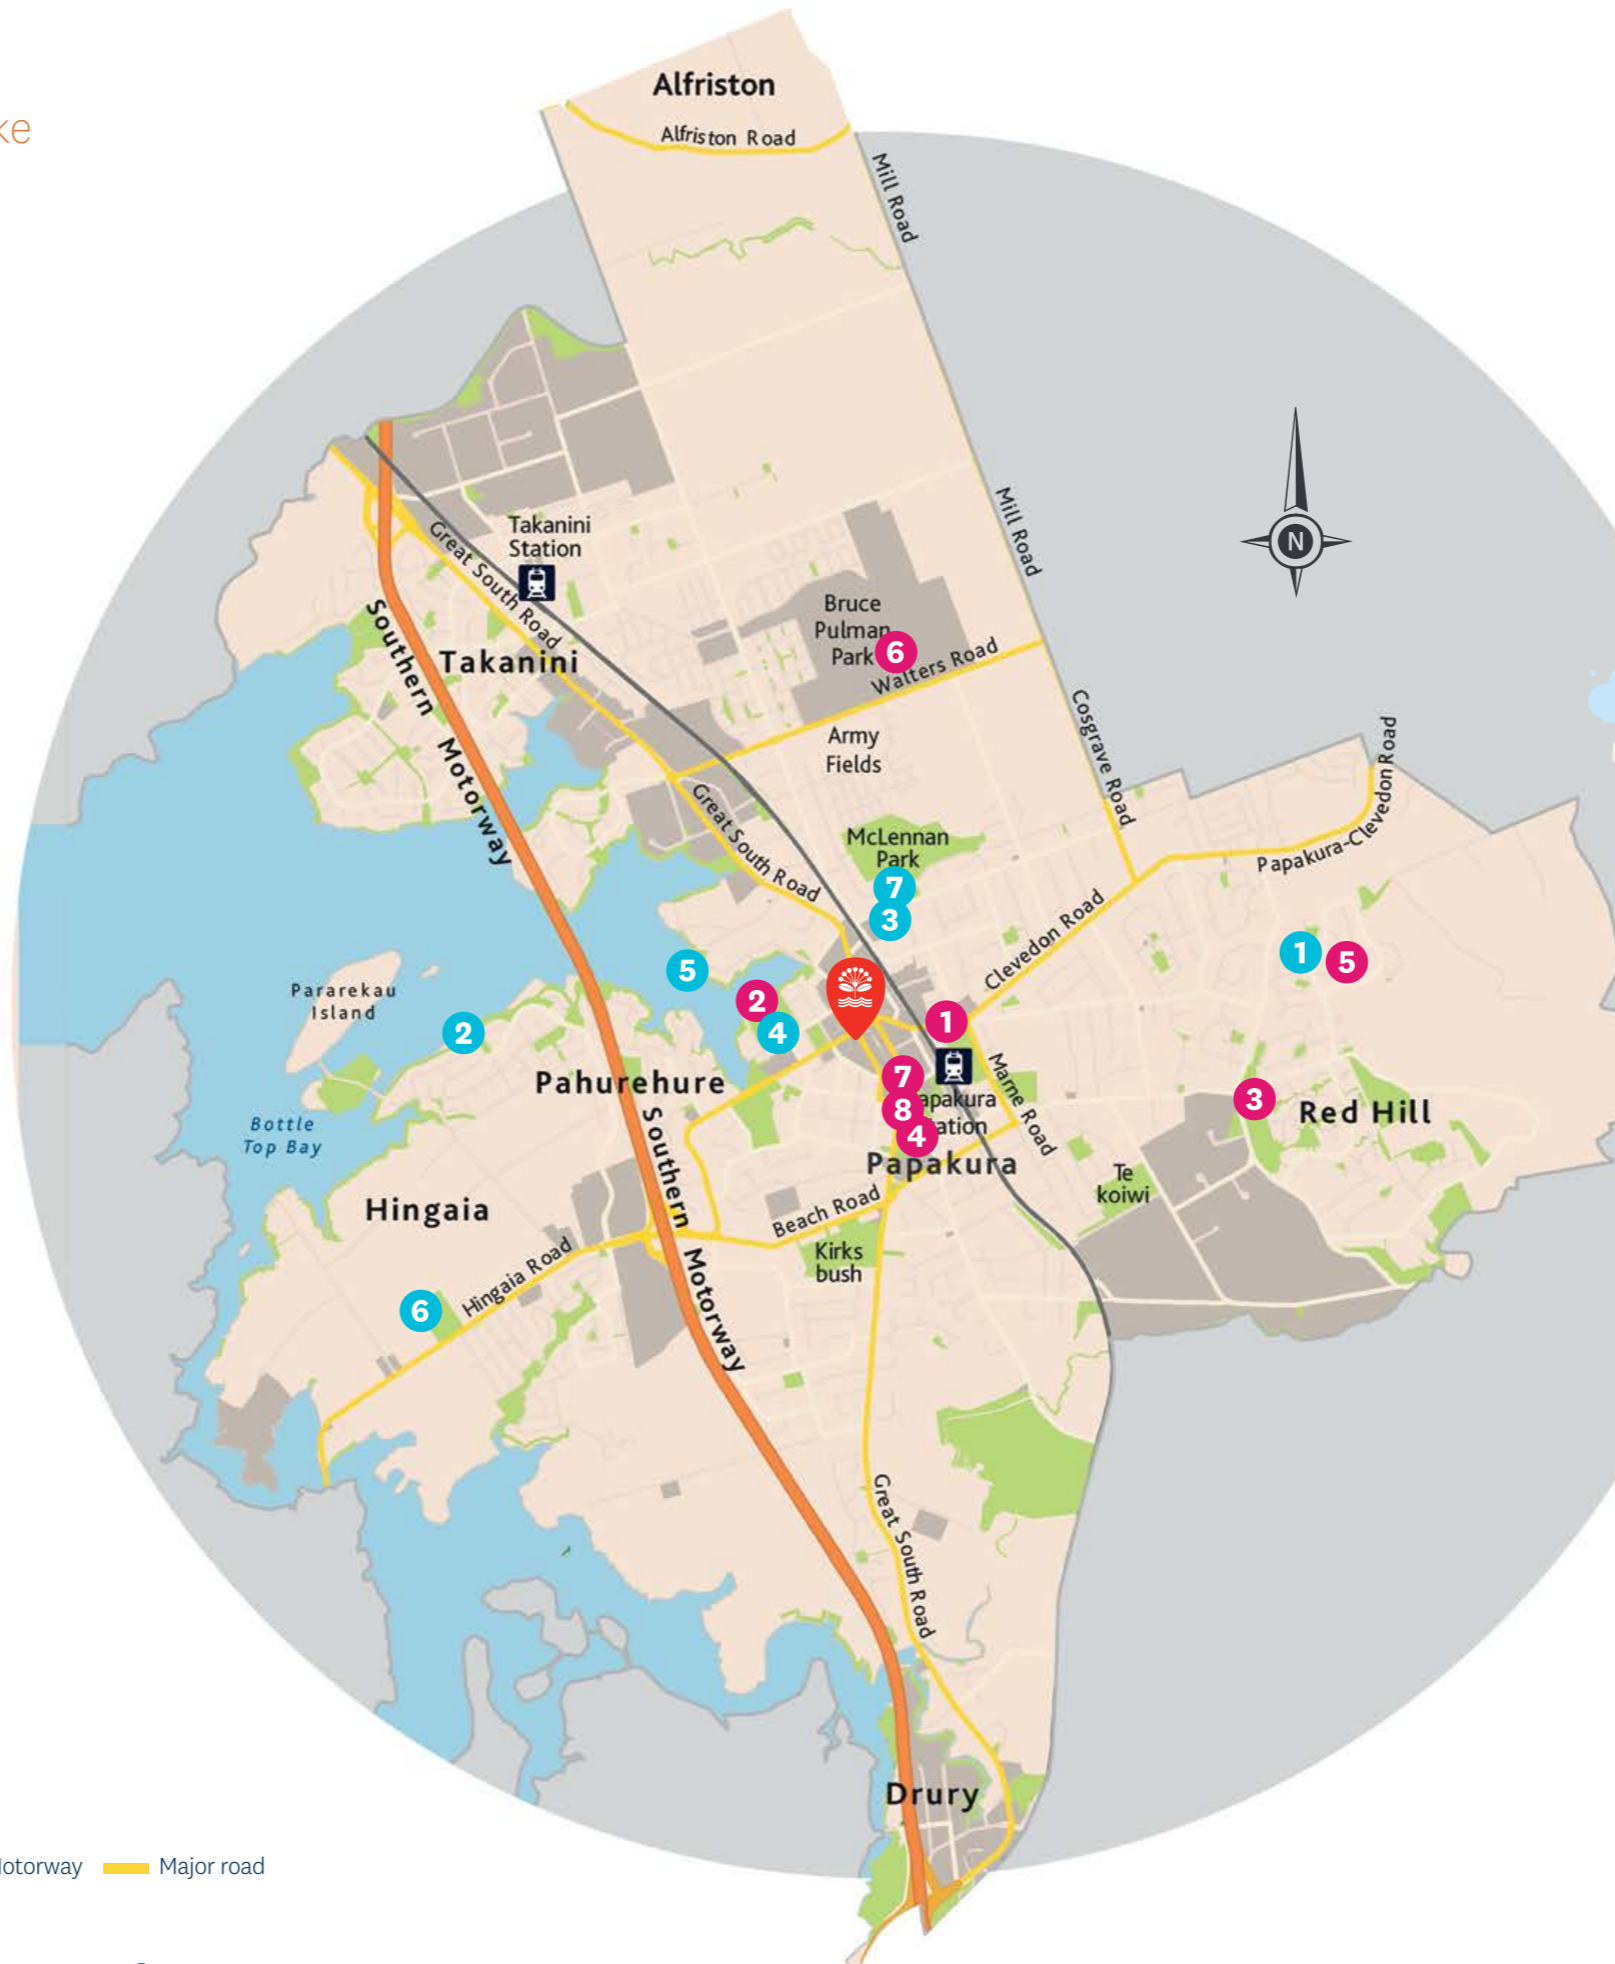 ke
Alfriston
Alfriston Road
Mill Road
Takanini
Station
Great South Road
Southern Motorway
Takanini
Mill Road
N
Bruce
Pulman
Park
6
Walters Road
Army
Fields
Cosgrave Road
Papakura-Clevedon Road
Great South Road
McLennan
Park
7
3
Clevedon Road
1
5
5
2
4
1
Pararekau
Island
2
Pahurehure
7
8
4
apakura
ation
Marne Road
Papakura
3
Red Hill
Bottle
Top Bay
Southern Motorway
Te
koiwi
Hingaia
Beach Road
Kirks
bush
Hingaia Road
6
Great South Road
Drury
otorway
Major road